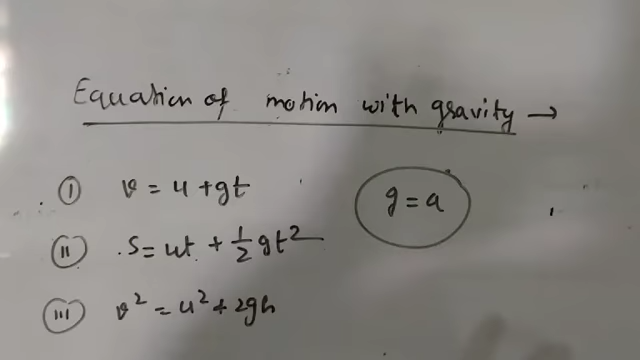 Equation of motion with gravity →
(i) v = u + gt
g = a
(ii) S = ut + 1/2 gt²
(iii) v² = u² + 2gh